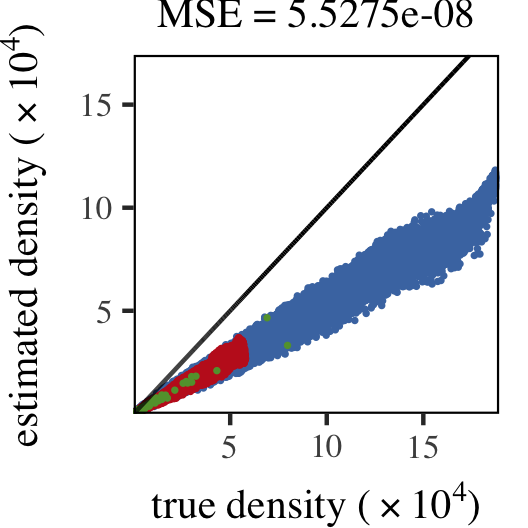 MSE = 5.5275e-08
estimated density (×10⁴)
15
10
5
5 10 15
true density (×10⁴)